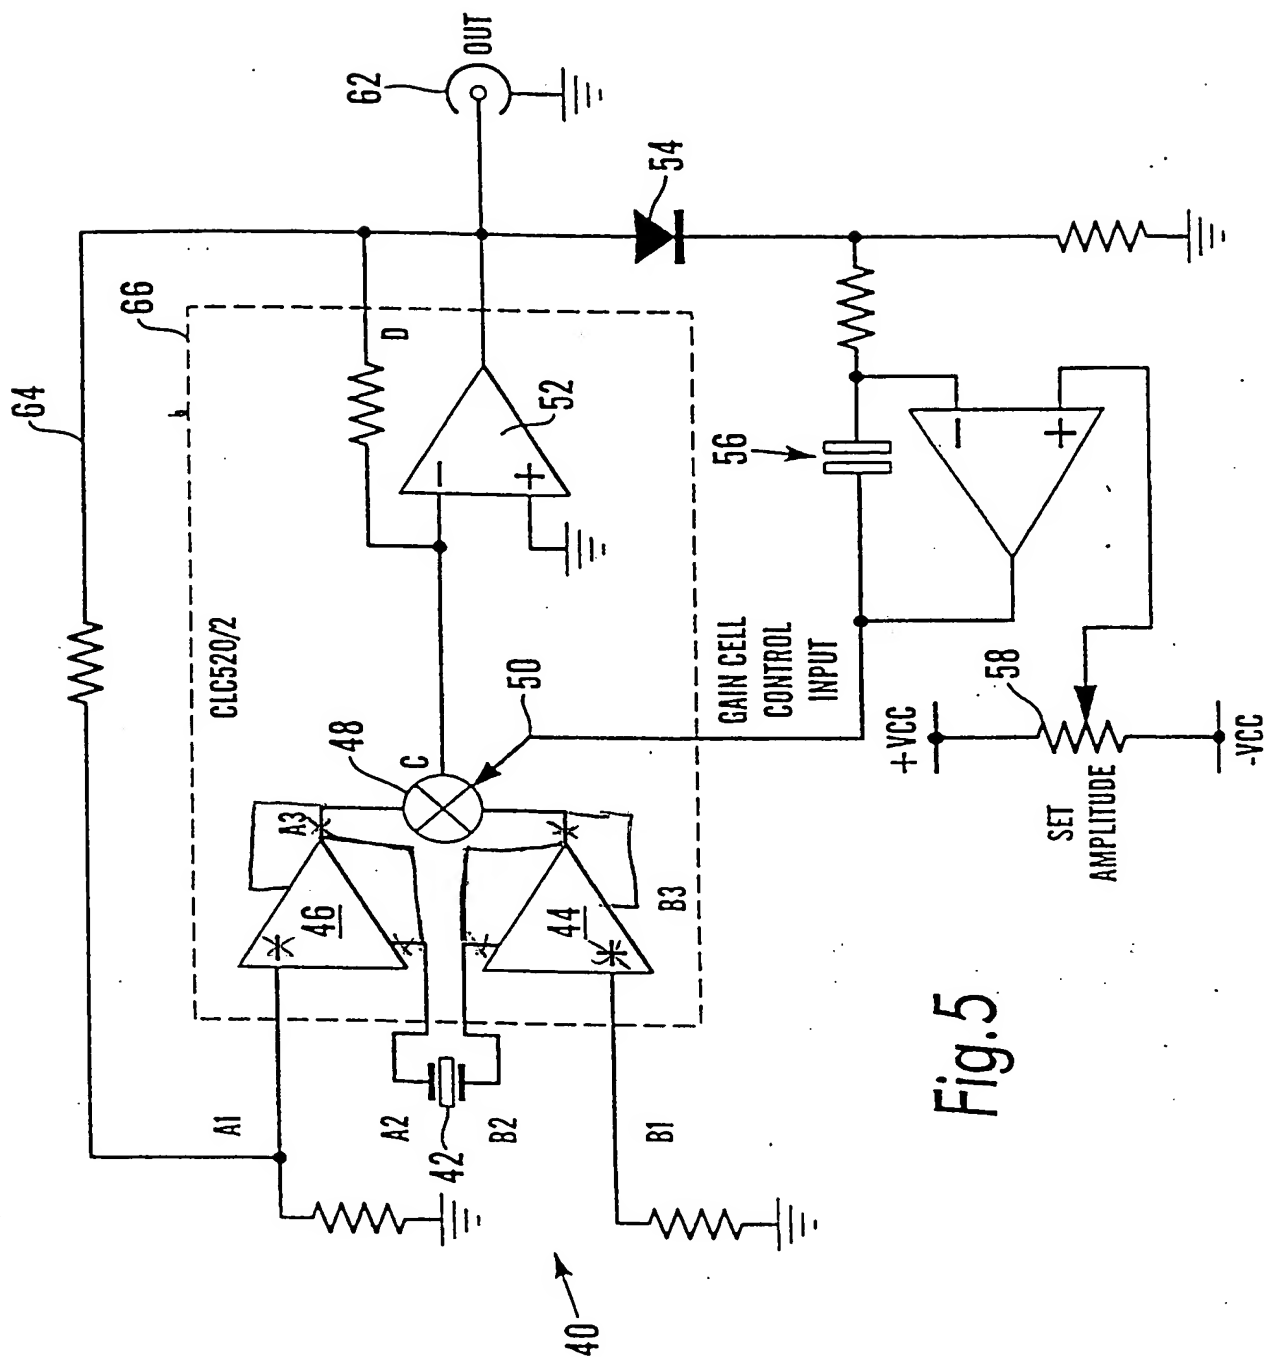 64
66
62
OUT
CLC520/2
D
A1
A3
46
48
C
52
54
A2
42
B2
50
44
B3
B1
GAIN CELL
CONTROL
INPUT
56
+VCC
58
SET
AMPLITUDE
-VCC
40
Fig.5